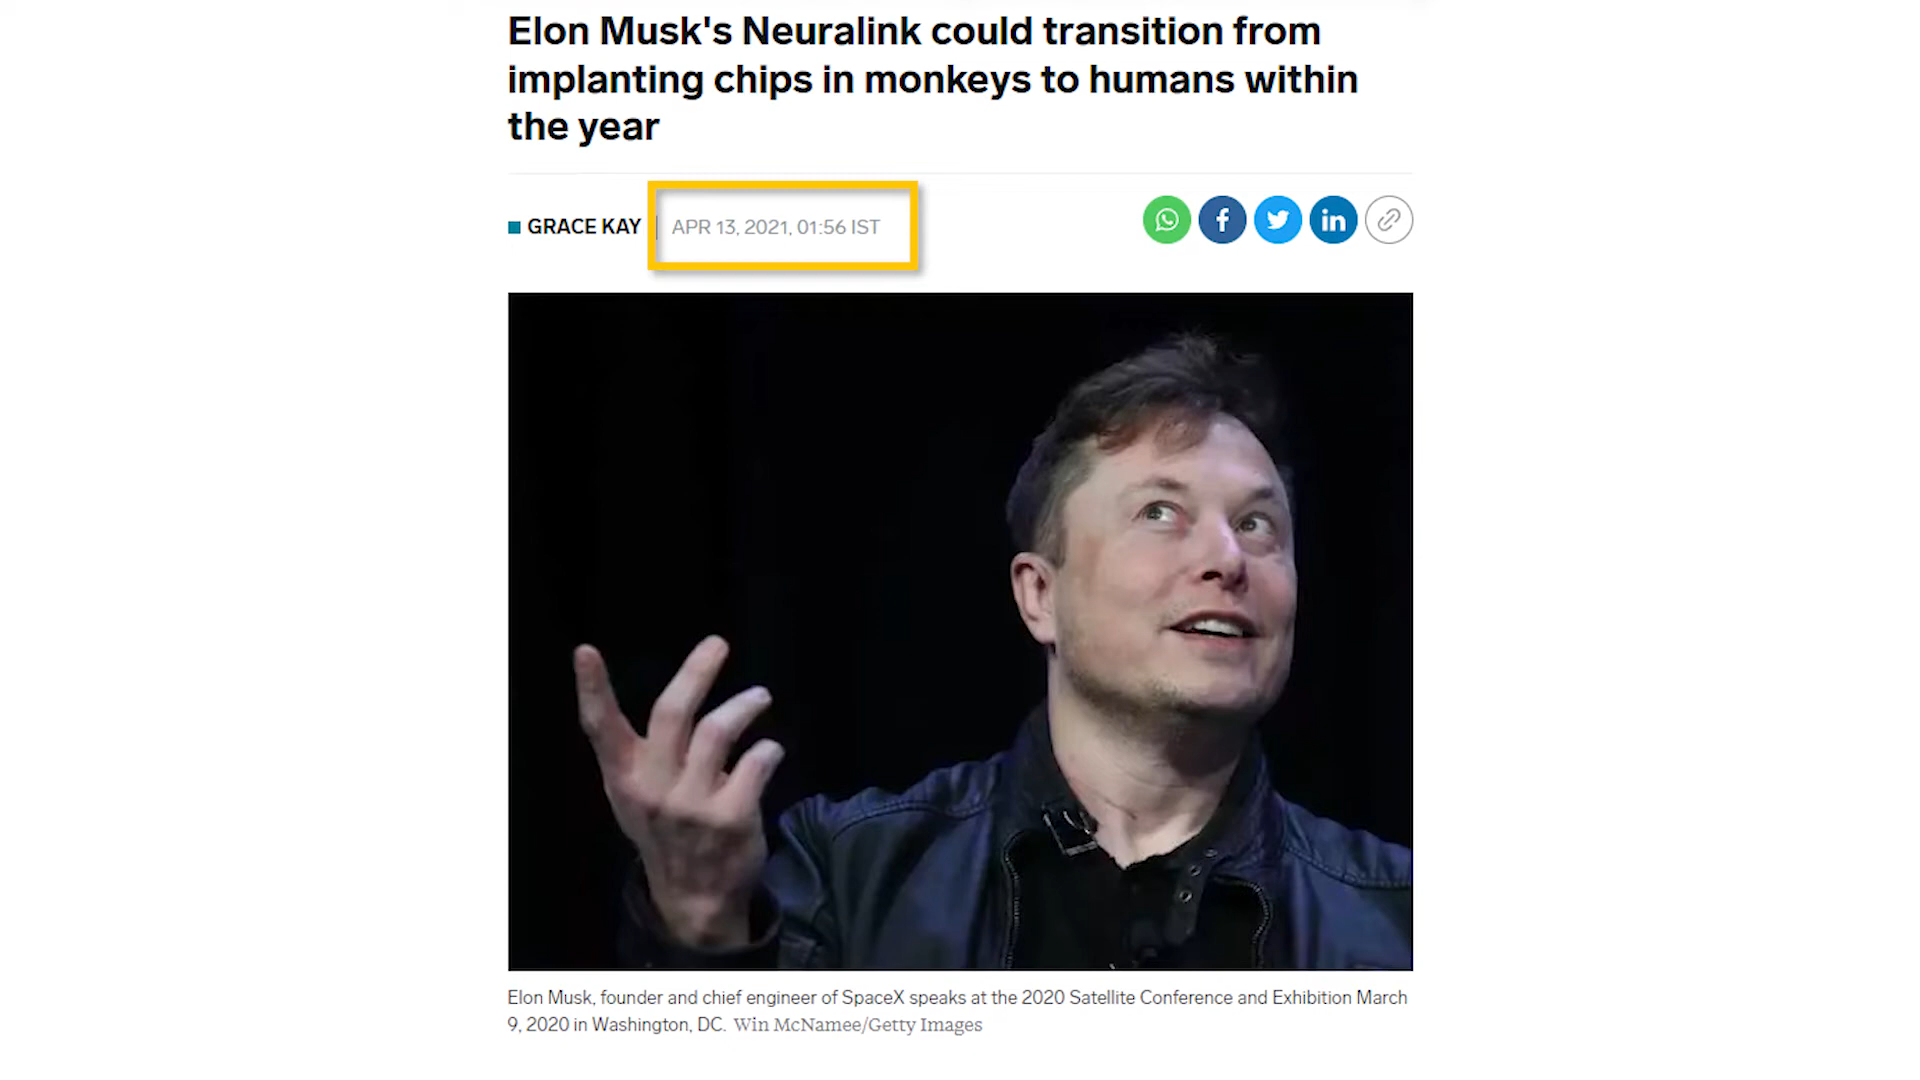 Elon Musk's Neuralink could transition from
implanting chips in monkeys to humans within
the year
GRACE KAY | APR 13, 2021, 01:56 IST
Elon Musk, founder and chief engineer of SpaceX speaks at the 2020 Satellite Conference and Exhibition March
9, 2020 in Washington, DC. Win McNamee/Getty Images